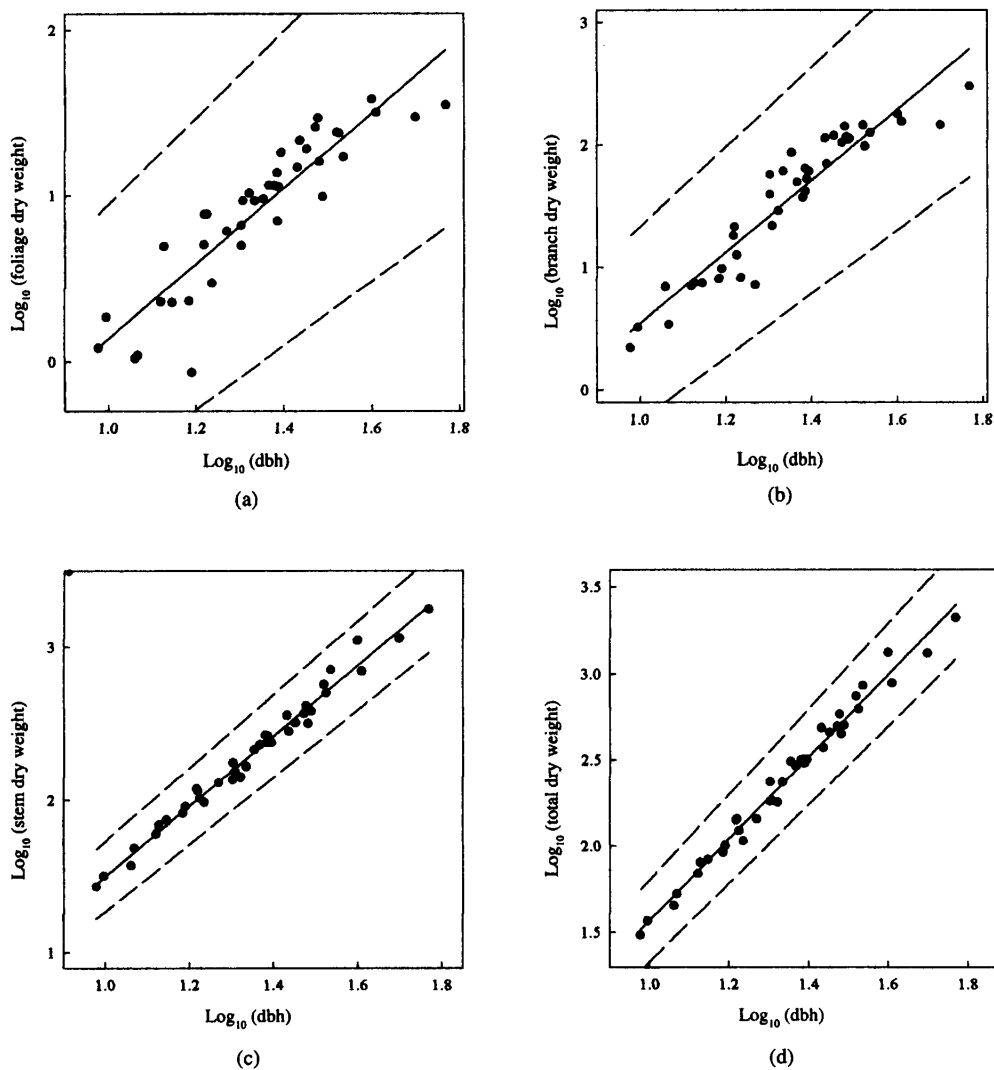 2
1
0
Log10 (foliage dry weight)
1.0 1.2 1.4 1.6 1.8
Log10 (dbh)
(a)
3
2
1
0
Log10 (branch dry weight)
1.0 1.2 1.4 1.6 1.8
Log10 (dbh)
(b)
3
2
1
Log10 (stem dry weight)
1.0 1.2 1.4 1.6 1.8
Log10 (dbh)
(c)
3.5
3.0
2.5
2.0
1.5
Log10 (total dry weight)
1.0 1.2 1.4 1.6 1.8
Log10 (dbh)
(d)